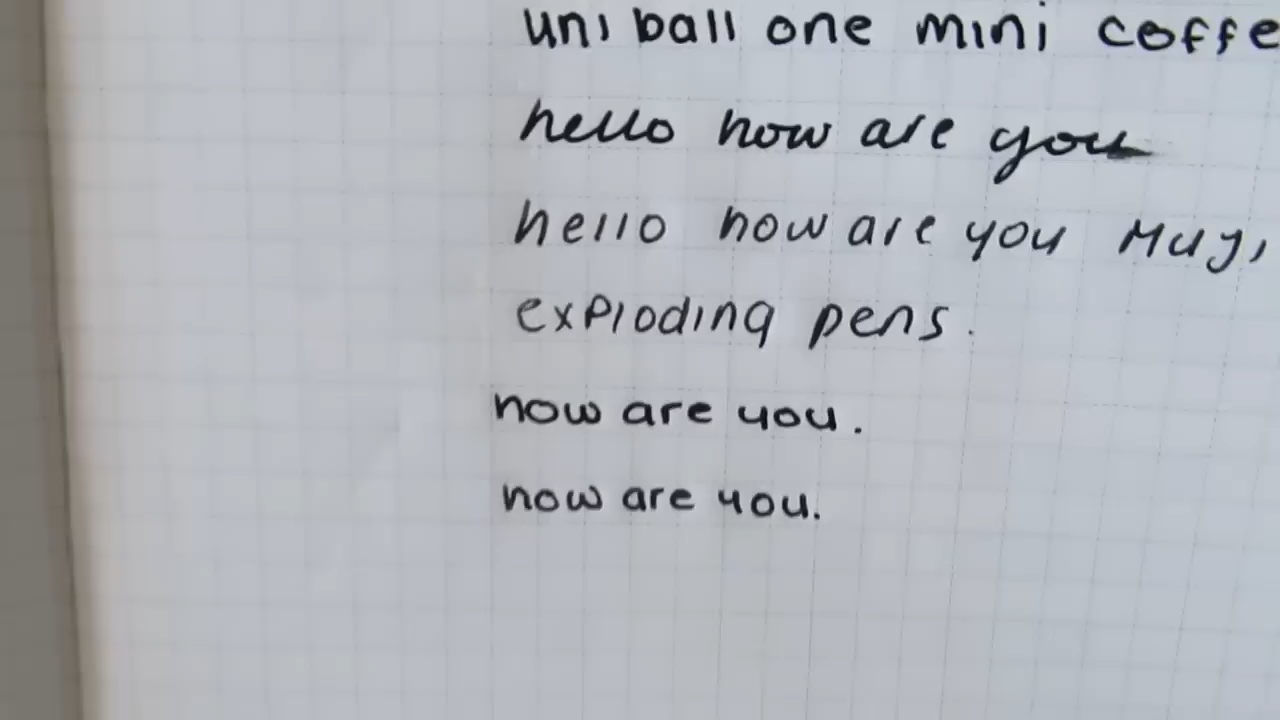 uni ball one mini coffe
hello how are you
hello how are you
exploding pens.
how are you.
how are you.